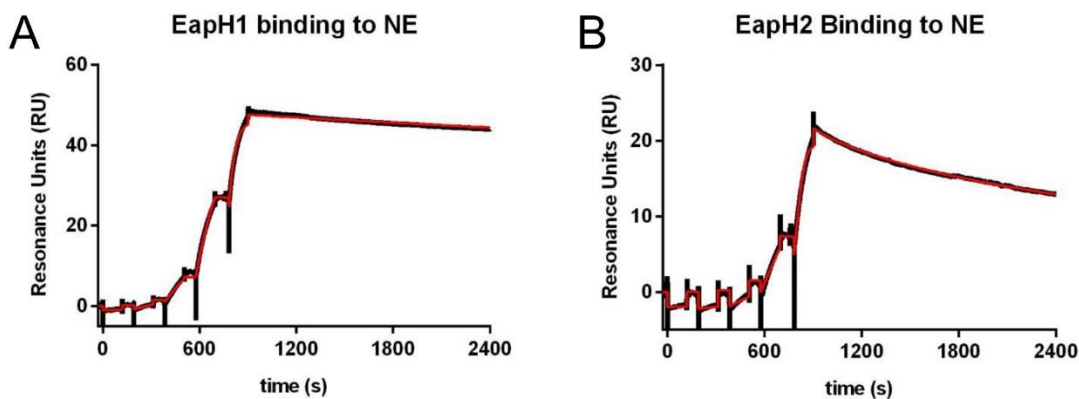 A
EapH1 binding to NE
Resonance Units (RU)
60
40
20
0
0 600 1200 1800 2400
time (s)
B
EapH2 Binding to NE
Resonance Units (RU)
30
20
10
0
0 600 1200 1800 2400
time (s)